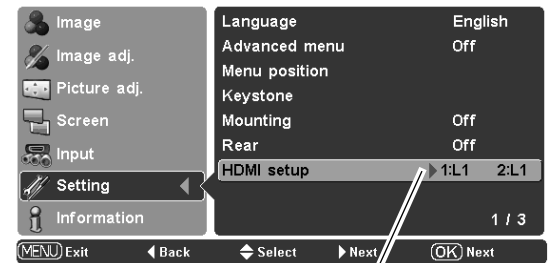 Image
Image adj.
Picture adj.
Screen
Input
Setting
Information
Language English
Advanced menu Off
Menu position
Keystone
Mounting Off
Rear Off
HDMI setup 1:L1 2:L1
1 / 3
MENU Exit Back Select Next OK Next